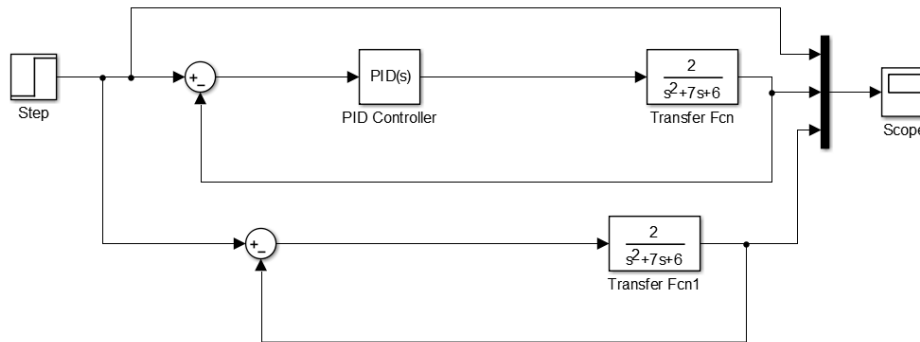 Step
+
−
PID(s)
PID Controller
2
s²+7s+6
Transfer Fcn
Scope
+
−
2
s²+7s+6
Transfer Fcn1